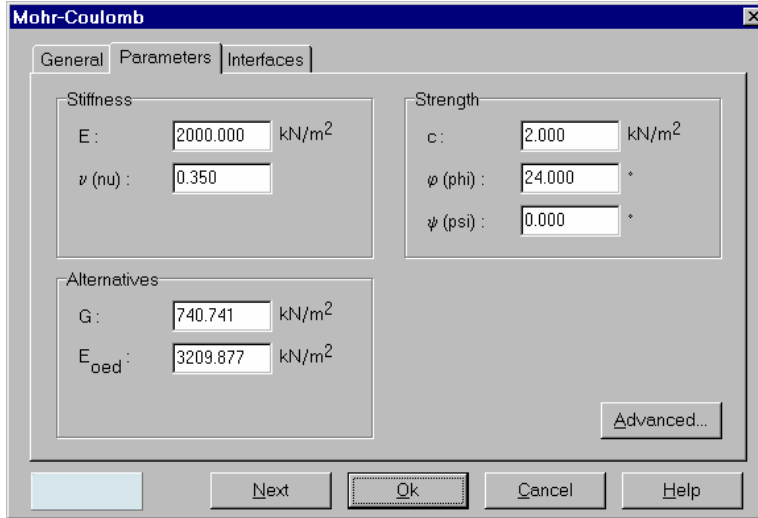 Mohr-Coulomb
General Parameters Interfaces
Stiffness
E : 2000.000 kN/m2
ν (nu) : 0.350
Strength
c : 2.000 kN/m2
φ (phi) : 24.000 °
ψ (psi) : 0.000 °
Alternatives
G : 740.741 kN/m2
Eoed : 3209.877 kN/m2
Advanced...
Next Ok Cancel Help